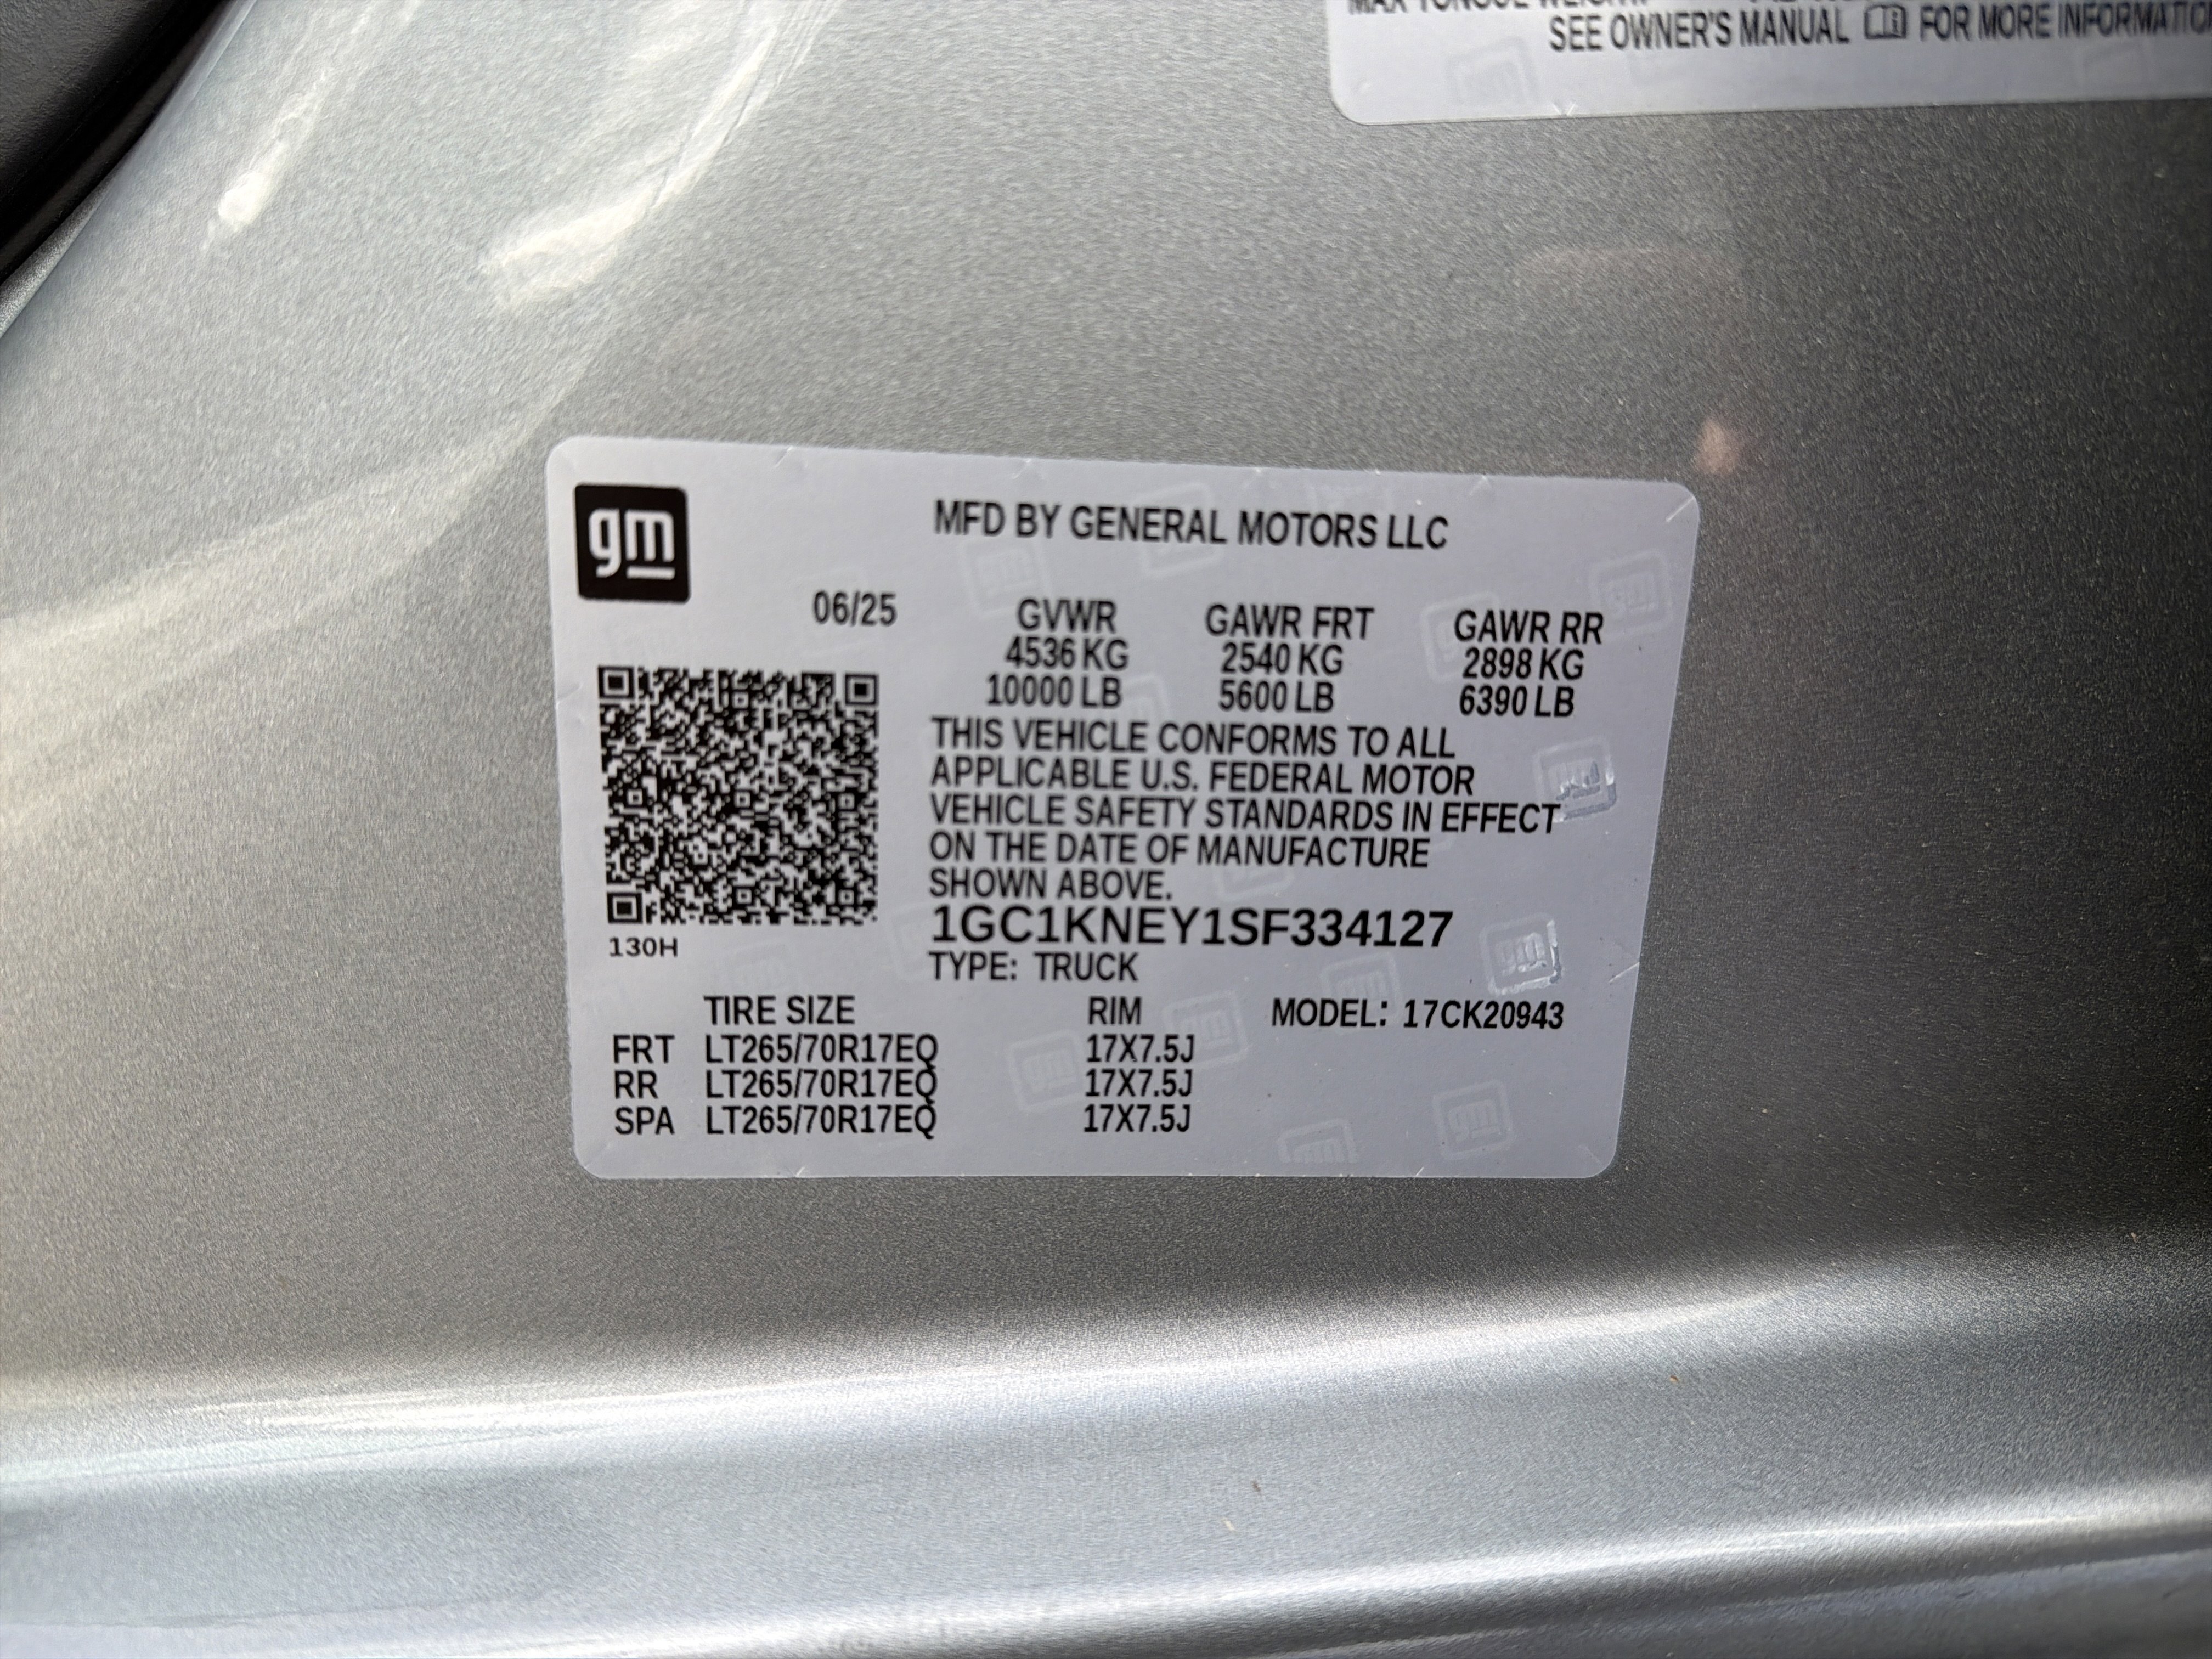 SEE OWNER'S MANUAL FOR MORE INFORMATIO
gm
MFD BY GENERAL MOTORS LLC
06/25
GVWR GAWR FRT GAWR RR
4536 KG 2540 KG 2898 KG
10000 LB 5600 LB 6390 LB
THIS VEHICLE CONFORMS TO ALL
APPLICABLE U.S. FEDERAL MOTOR
VEHICLE SAFETY STANDARDS IN EFFECT
ON THE DATE OF MANUFACTURE
SHOWN ABOVE.
1GC1KNEY1SF334127
130H
TYPE: TRUCK
TIRE SIZE RIM MODEL: 17CK20943
FRT LT265/70R17EQ 17X7.5J
RR LT265/70R17EQ 17X7.5J
SPA LT265/70R17EQ 17X7.5J